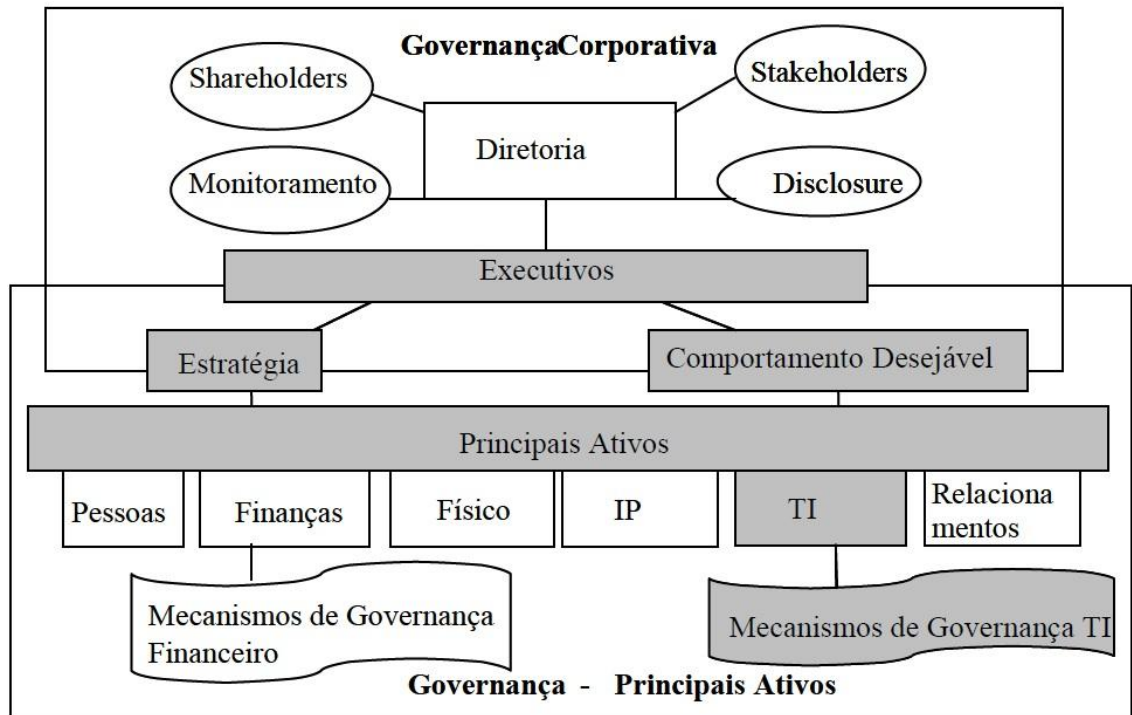 GovernançaCorporativa
Shareholders
Stakeholders
Diretoria
Monitoramento
Disclosure
Executivos
Estratégia
Comportamento Desejável
Principais Ativos
Pessoas
Finanças
Físico
IP
TI
Relaciona
mentos
Mecanismos de Governança
Financeiro
Mecanismos de Governança TI
Governança - Principais Ativos